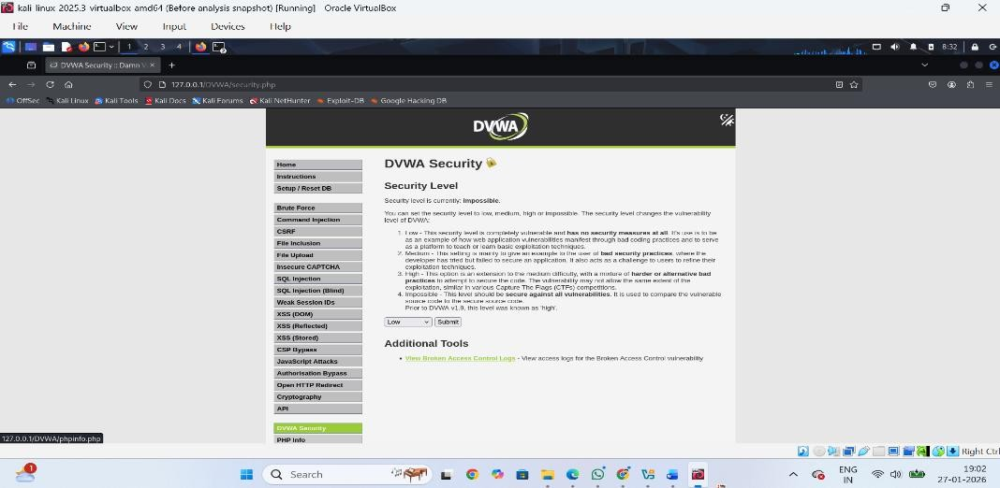 kali linux 2025.3 virtualbox amd64 (Before analysis snapshot) [Running] Oracle VirtualBox
File Machine View Input Devices Help
1 2 3 4 8:32
DVWA Security :: Damn V
127.0.0.1/DVWA/security.php
OffSec Kali Linux Kali Tools Kali Docs Kali Forums Kali NetHunter Exploit-DB Google Hacking DB
DVWA
Home
Instructions
Setup / Reset DB
Brute Force
Command Injection
CSRF
File Inclusion
File Upload
Insecure CAPTCHA
SQL Injection
SQL Injection (Blind)
Weak Session IDs
XSS (DOM)
XSS (Reflected)
XSS (Stored)
CSP Bypass
JavaScript Attacks
Authorisation Bypass
Open HTTP Redirect
Cryptography
API
DVWA Security
PHP Info
DVWA Security
Security Level
Security level is currently: impossible.
You can set the security level to low, medium, high or impossible. The security level changes the vulnerability
level of DVWA:
1. Low - This security level is completely vulnerable and has no security measures at all. It's use is to be
as an example of how web application vulnerabilities manifest through bad coding practices and to serve
as a platform to teach or learn basic exploitation techniques.
2. Medium - This setting is mainly to give an example to the user of bad security practices, where the
developer has tried but failed to secure an application. It also acts as a challenge to users to refine their
exploitation techniques.
3. High - This option is an extension to the medium difficulty, with a mixture of harder or alternative bad
practices to attempt to secure the code. The vulnerability may not allow the same extent of the
exploitation, similar in various Capture The Flags (CTFs) competitions.
4. Impossible - This level should be secure against all vulnerabilities. It is used to compare the vulnerable
source code to the secure source code.
Prior to DVWA v1.9, this level was known as 'high'.
Low Submit
Additional Tools
• View Broken Access Control Logs - View access logs for the Broken Access Control vulnerability
127.0.0.1/DVWA/phpinfo.php
Right Ctrl
1 Search ENG IN 19:02
27-01-2026